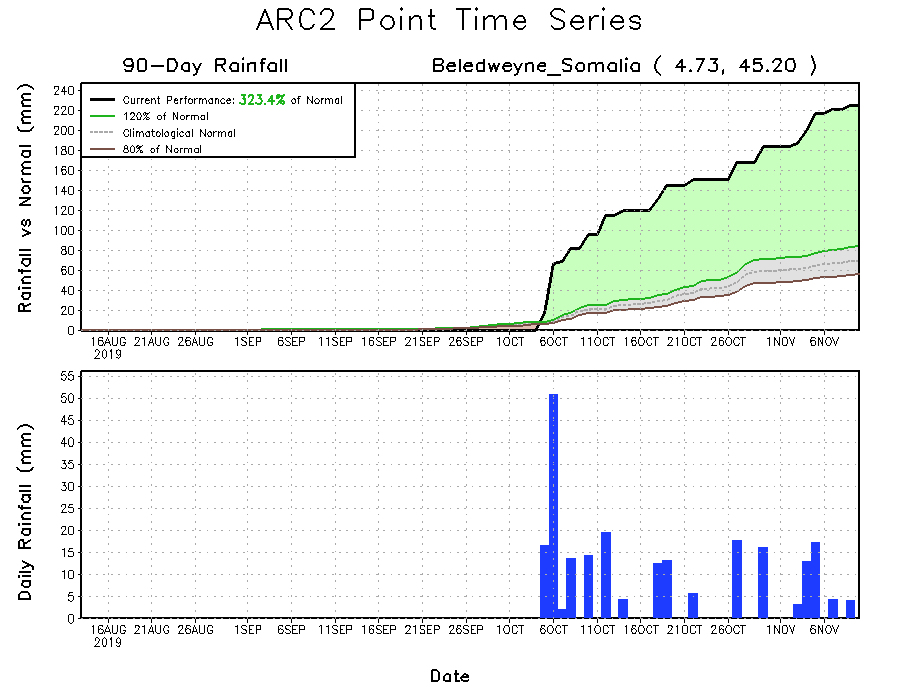 ARC2 Point Time Series
90-Day Rainfall
Beledweyne_Somalia ( 4.73, 45.20 )
Rainfall vs Normal (mm)
Current Performance: 323.4% of Normal
120% of Normal
Climatological Normal
80% of Normal
240
220
200
180
160
140
120
100
80
60
40
20
0
16AUG 21AUG 26AUG 1SEP 6SEP 11SEP 16SEP 21SEP 26SEP 1OCT 6OCT 11OCT 16OCT 21OCT 26OCT 1NOV 6NOV
2019
Daily Rainfall (mm)
55
50
45
40
35
30
25
20
15
10
5
0
16AUG 21AUG 26AUG 1SEP 6SEP 11SEP 16SEP 21SEP 26SEP 1OCT 6OCT 11OCT 16OCT 21OCT 26OCT 1NOV 6NOV
2019
Date